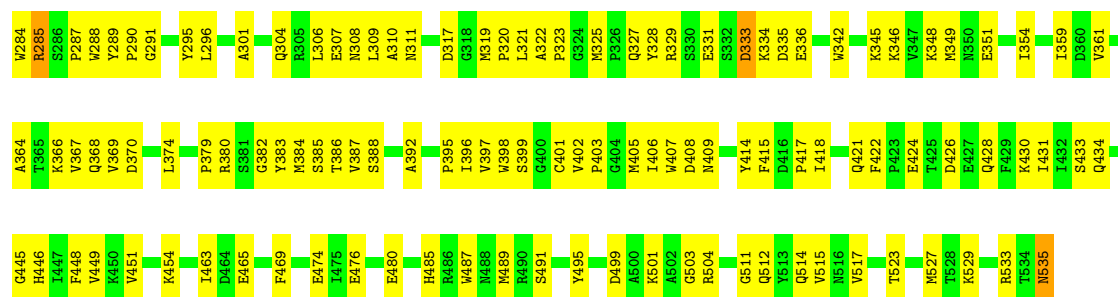 W284 R285 S286 P287 W288 Y289 P290 G291 Y295 L296 A301 Q304 R305 L306 E307 N308 L309 A310 N311 D317 G318 M319 P320 L321 A322 P323 G324 M325 P326 Q327 Y328 R329 S330 E331 S332 D333 K334 D335 E336 W342 K345 K346 V347 K348 M349 N350 E351 I354 I359 D360 V361
A364 T365 K366 V367 Q368 V369 D370 L374 P379 R380 S381 G382 Y383 M384 S385 T386 V387 S388 A392 P395 I396 V397 W398 S399 G400 C401 V402 P403 G404 M405 I406 W407 D408 N409 Y414 F415 D416 P417 I418 Q421 F422 P423 E424 T425 D426 E427 Q428 F429 K430 I431 I432 S433 Q434
G445 H446 I447 F448 V449 K450 V451 K454 I463 D464 E465 F469 E474 I475 E476 E480 H485 R486 W487 N488 M489 R490 S491 Y495 D499 A500 K501 A502 G503 R504 G511 Q512 Y513 Q514 V515 N516 V517 T523 M527 T528 K529 R533 T534 N535